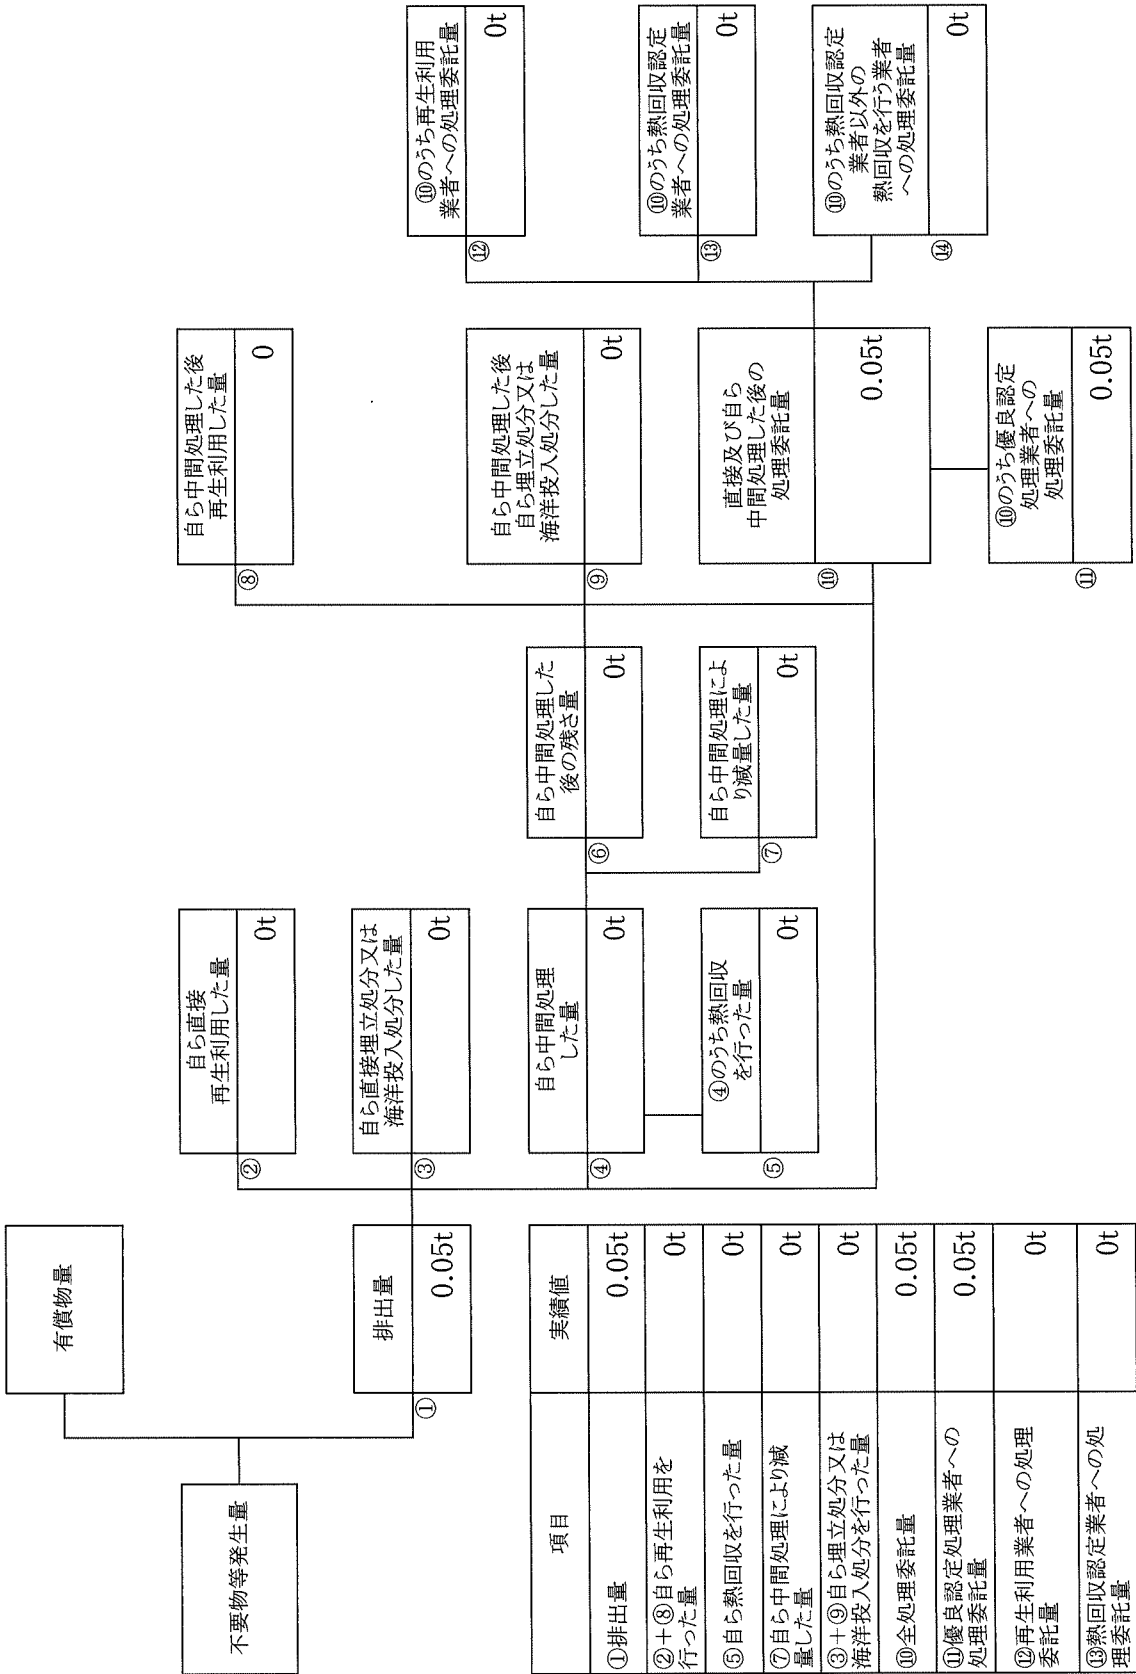 不要物等発生量
有償物量
①
排出量
0.05t
②
自ら直接
再生利用した量
0t
③
自ら直接埋立処分又は
海洋投入処分した量
0t
④
自ら中間処理
した量
0t
⑤
④のうち熱回収
を行った量
0t
⑥
自ら中間処理した
後の残さ量
0t
⑦
自ら中間処理によ
り減量した量
0t
⑧
自ら中間処理した後
再生利用した量
0
⑨
自ら中間処理した後
自ら埋立処分又は
海洋投入処分した量
0t
⑩
直接及び自ら
中間処理した後の
処理委託量
0.05t
⑪
⑩のうち優良認定
処理業者への
処理委託量
0.05t
⑫
⑩のうち再生利用
業者への処理委託量
0t
⑬
⑩のうち熱回収認定
業者への処理委託量
0t
⑭
⑩のうち熱回収認定
業者以外の
熱回収を行う業者
への処理委託量
0t
項目 実績値
①排出量 0.05t
②＋⑧自ら再生利用を
行った量 0t
⑤自ら熱回収を行った量 0t
⑦自ら中間処理により減
量した量 0t
③＋⑨自ら埋立処分又は
海洋投入処分を行った量 0t
⑩全処理委託量 0.05t
⑪優良認定処理業者への
処理委託量 0.05t
⑫再生利用業者への処理
委託量 0t
⑬熱回収認定業者への処
理委託量 0t